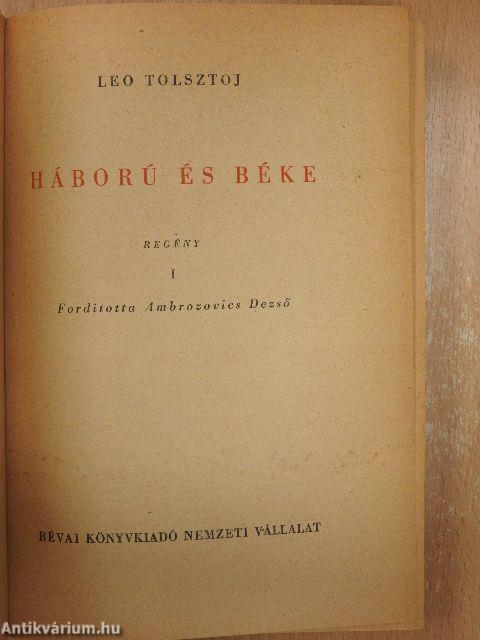 LEO TOLSZTOJ
HÁBORÚ ÉS BÉKE
REGÉNY
I
Fordította Ambrozovics Dezső
RÉVAI KÖNYVKIADÓ NEMZETI VÁLLALAT
Antikvárium.hu